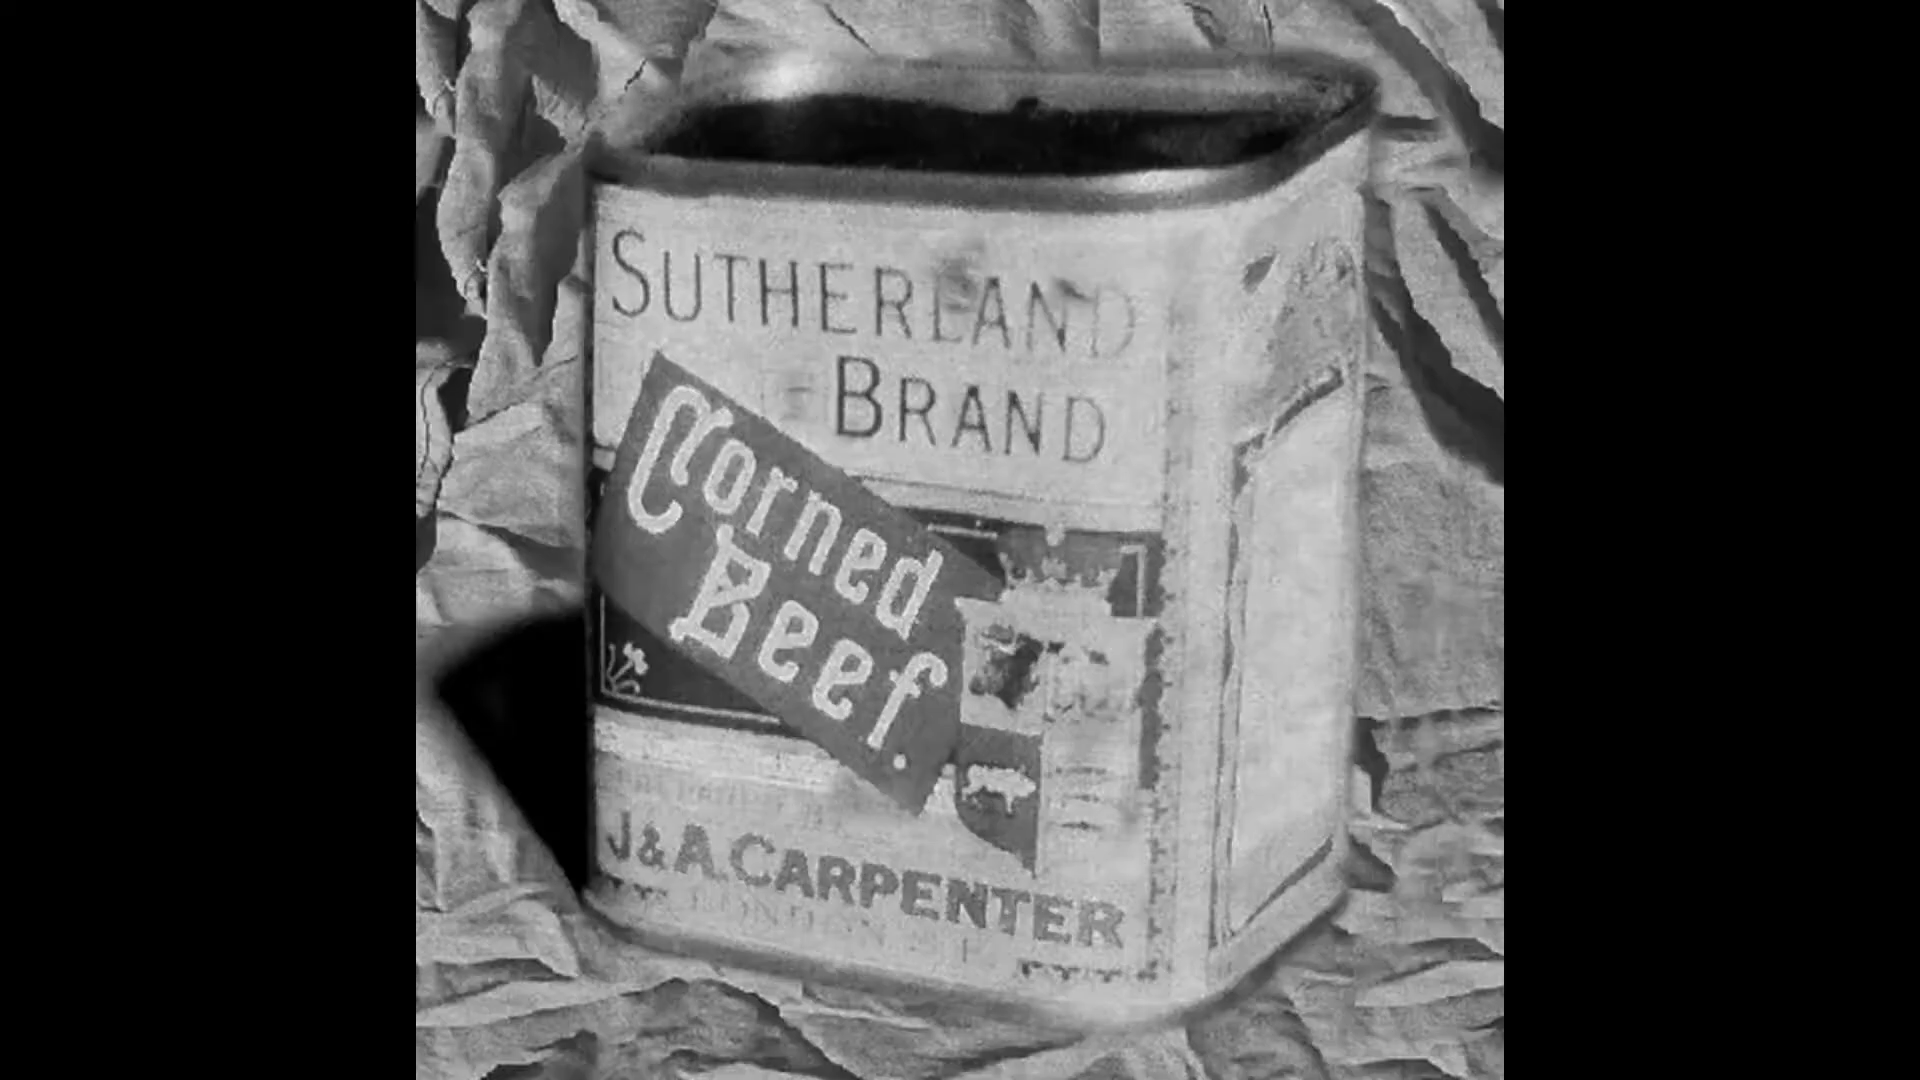 SUTHERLAND
BRAND
Corned
Beef.
J&A.CARPENTER